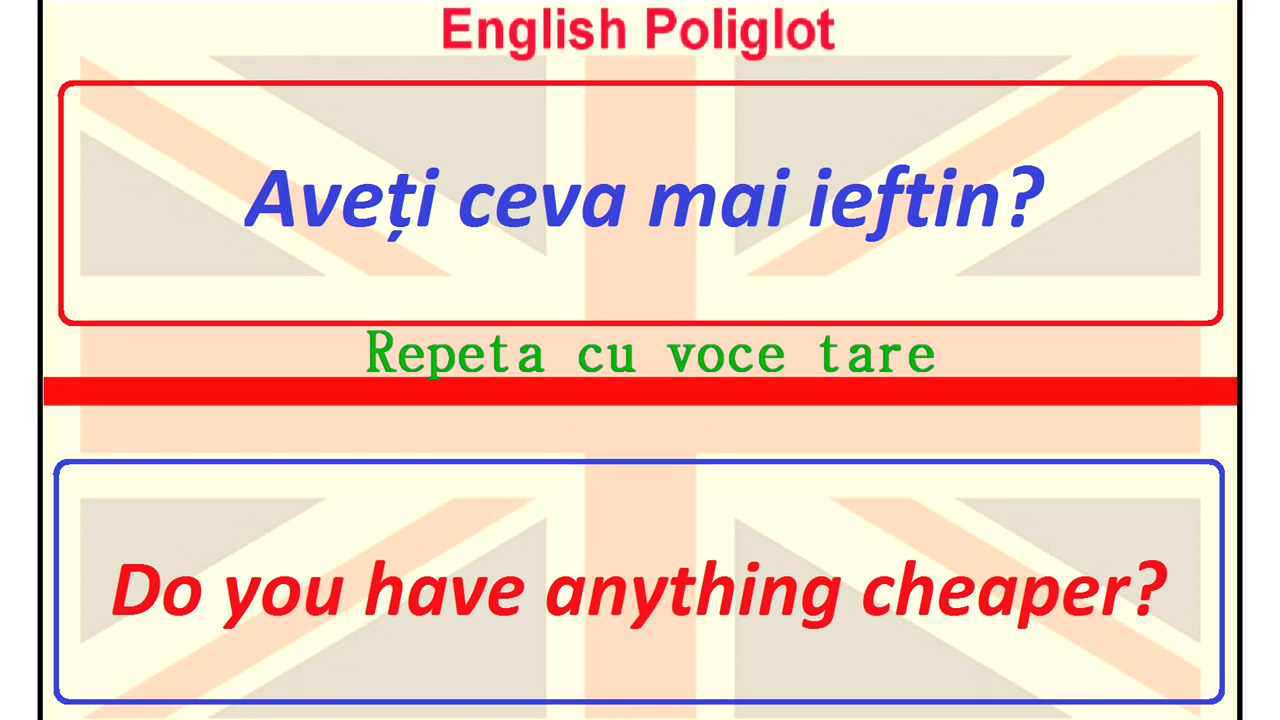 English Poliglot
Aveți ceva mai ieftin?
Repeta cu voce tare
Do you have anything cheaper?